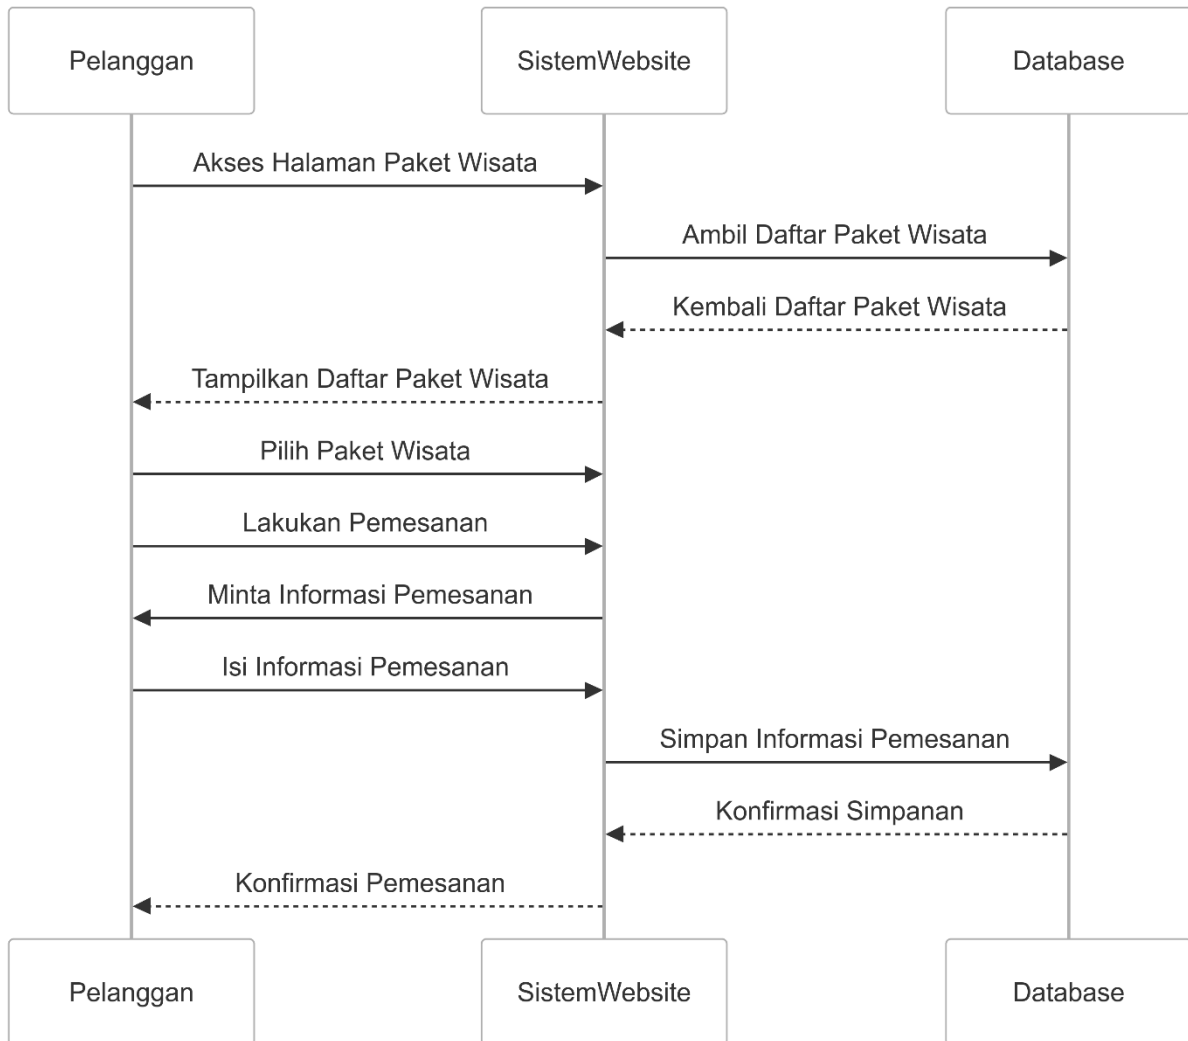 Pelanggan
SistemWebsite
Database
Akses Halaman Paket Wisata
Ambil Daftar Paket Wisata
Kembali Daftar Paket Wisata
Tampilkan Daftar Paket Wisata
Pilih Paket Wisata
Lakukan Pemesanan
Minta Informasi Pemesanan
Isi Informasi Pemesanan
Simpan Informasi Pemesanan
Konfirmasi Simpanan
Konfirmasi Pemesanan
Pelanggan
SistemWebsite
Database